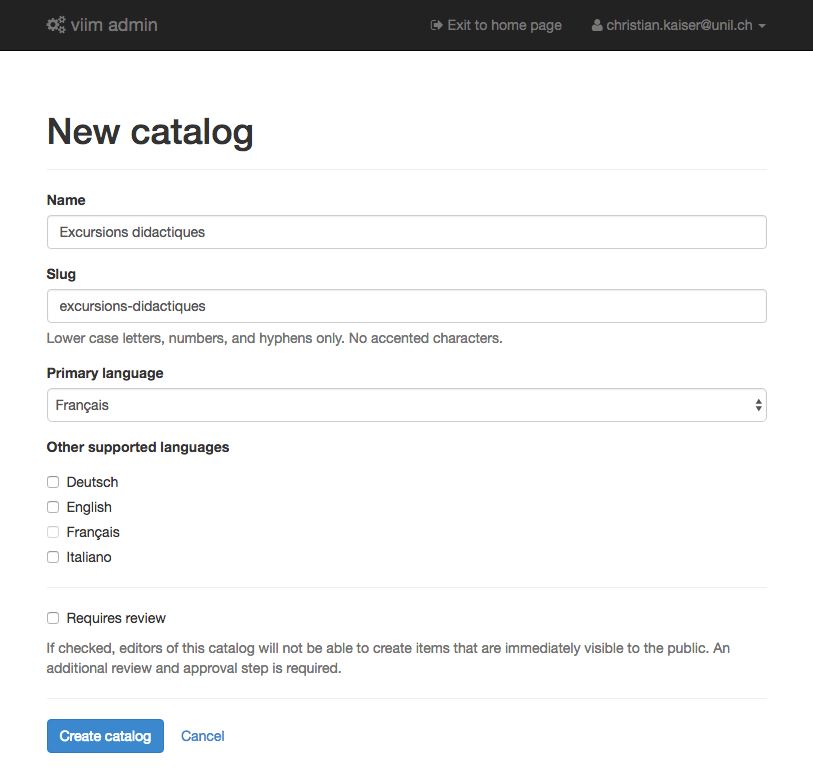 viim admin
Exit to home page
christian.kaiser@unil.ch
New catalog
Name
Excursions didactiques
Slug
excursions-didactiques
Lower case letters, numbers, and hyphens only. No accented characters.
Primary language
Français
Other supported languages
Deutsch
English
Français
Italiano
Requires review
If checked, editors of this catalog will not be able to create items that are immediately visible to the public. An
additional review and approval step is required.
Create catalog
Cancel